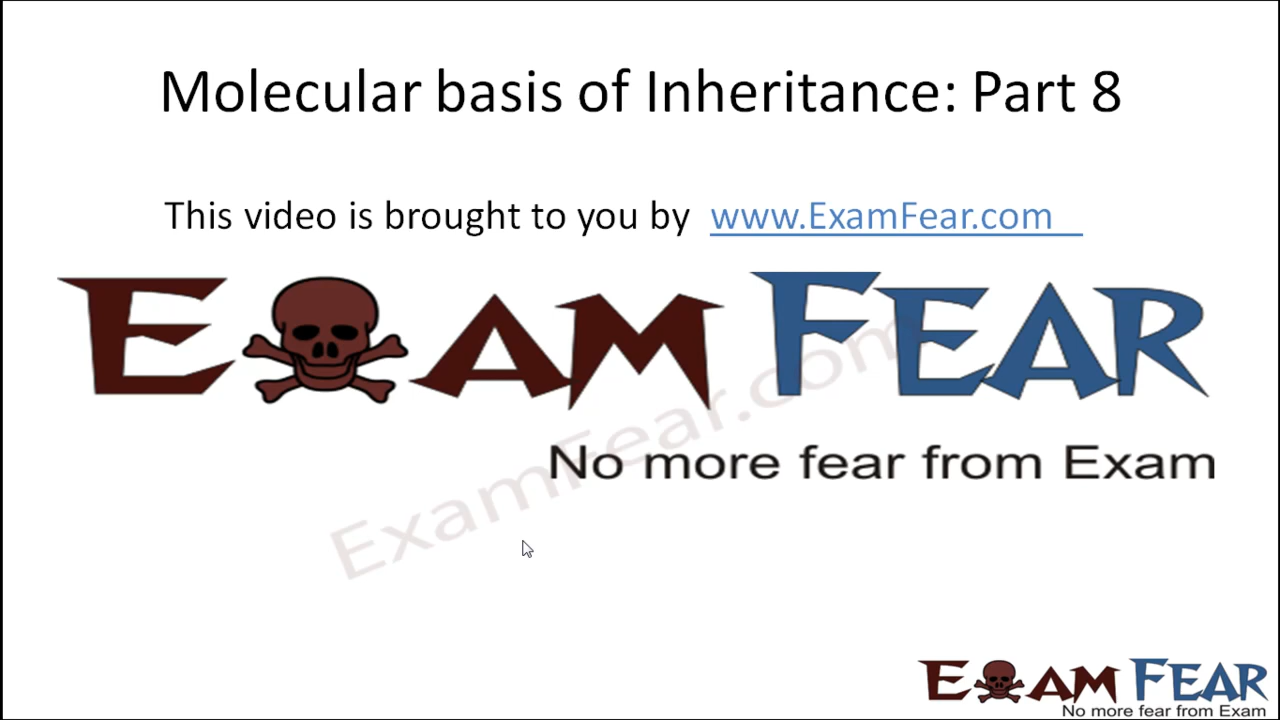 Molecular basis of Inheritance: Part 8
This video is brought to you by www.ExamFear.com
EXAM FEAR
No more fear from Exam
ExamFear.com
EXAM FEAR
No more fear from Exam